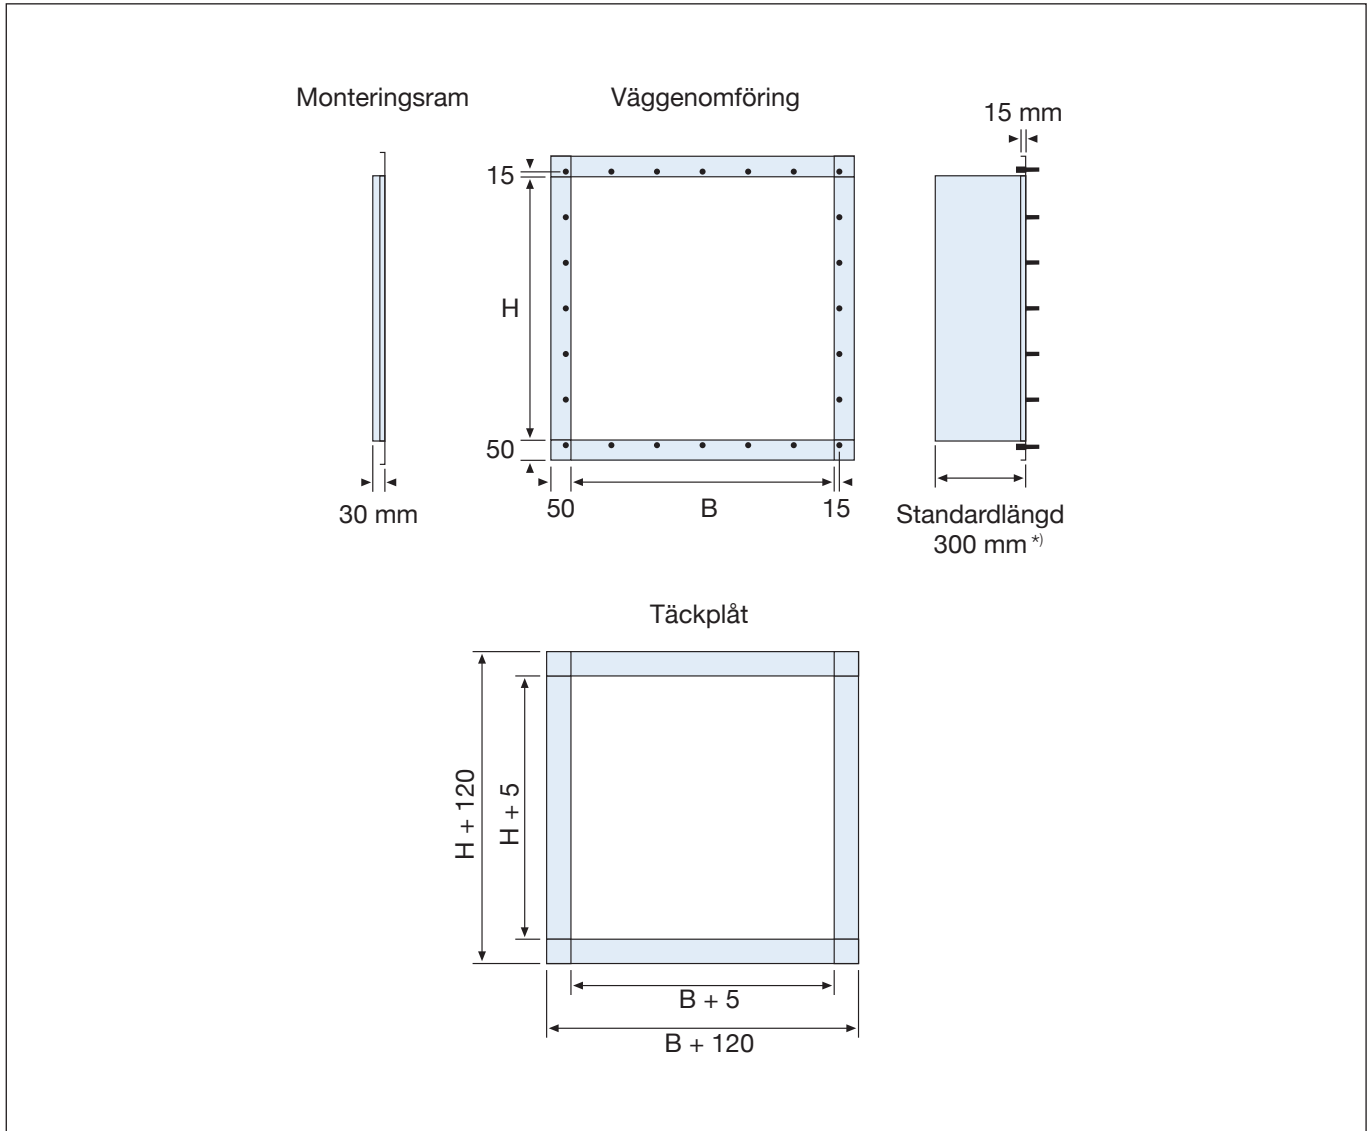 Monteringsram
Väggenomföring
15 mm
15
H
50
50
B
15
30 mm
Standardlängd
300 mm *)
Täckplåt
H + 120
H + 5
B + 5
B + 120